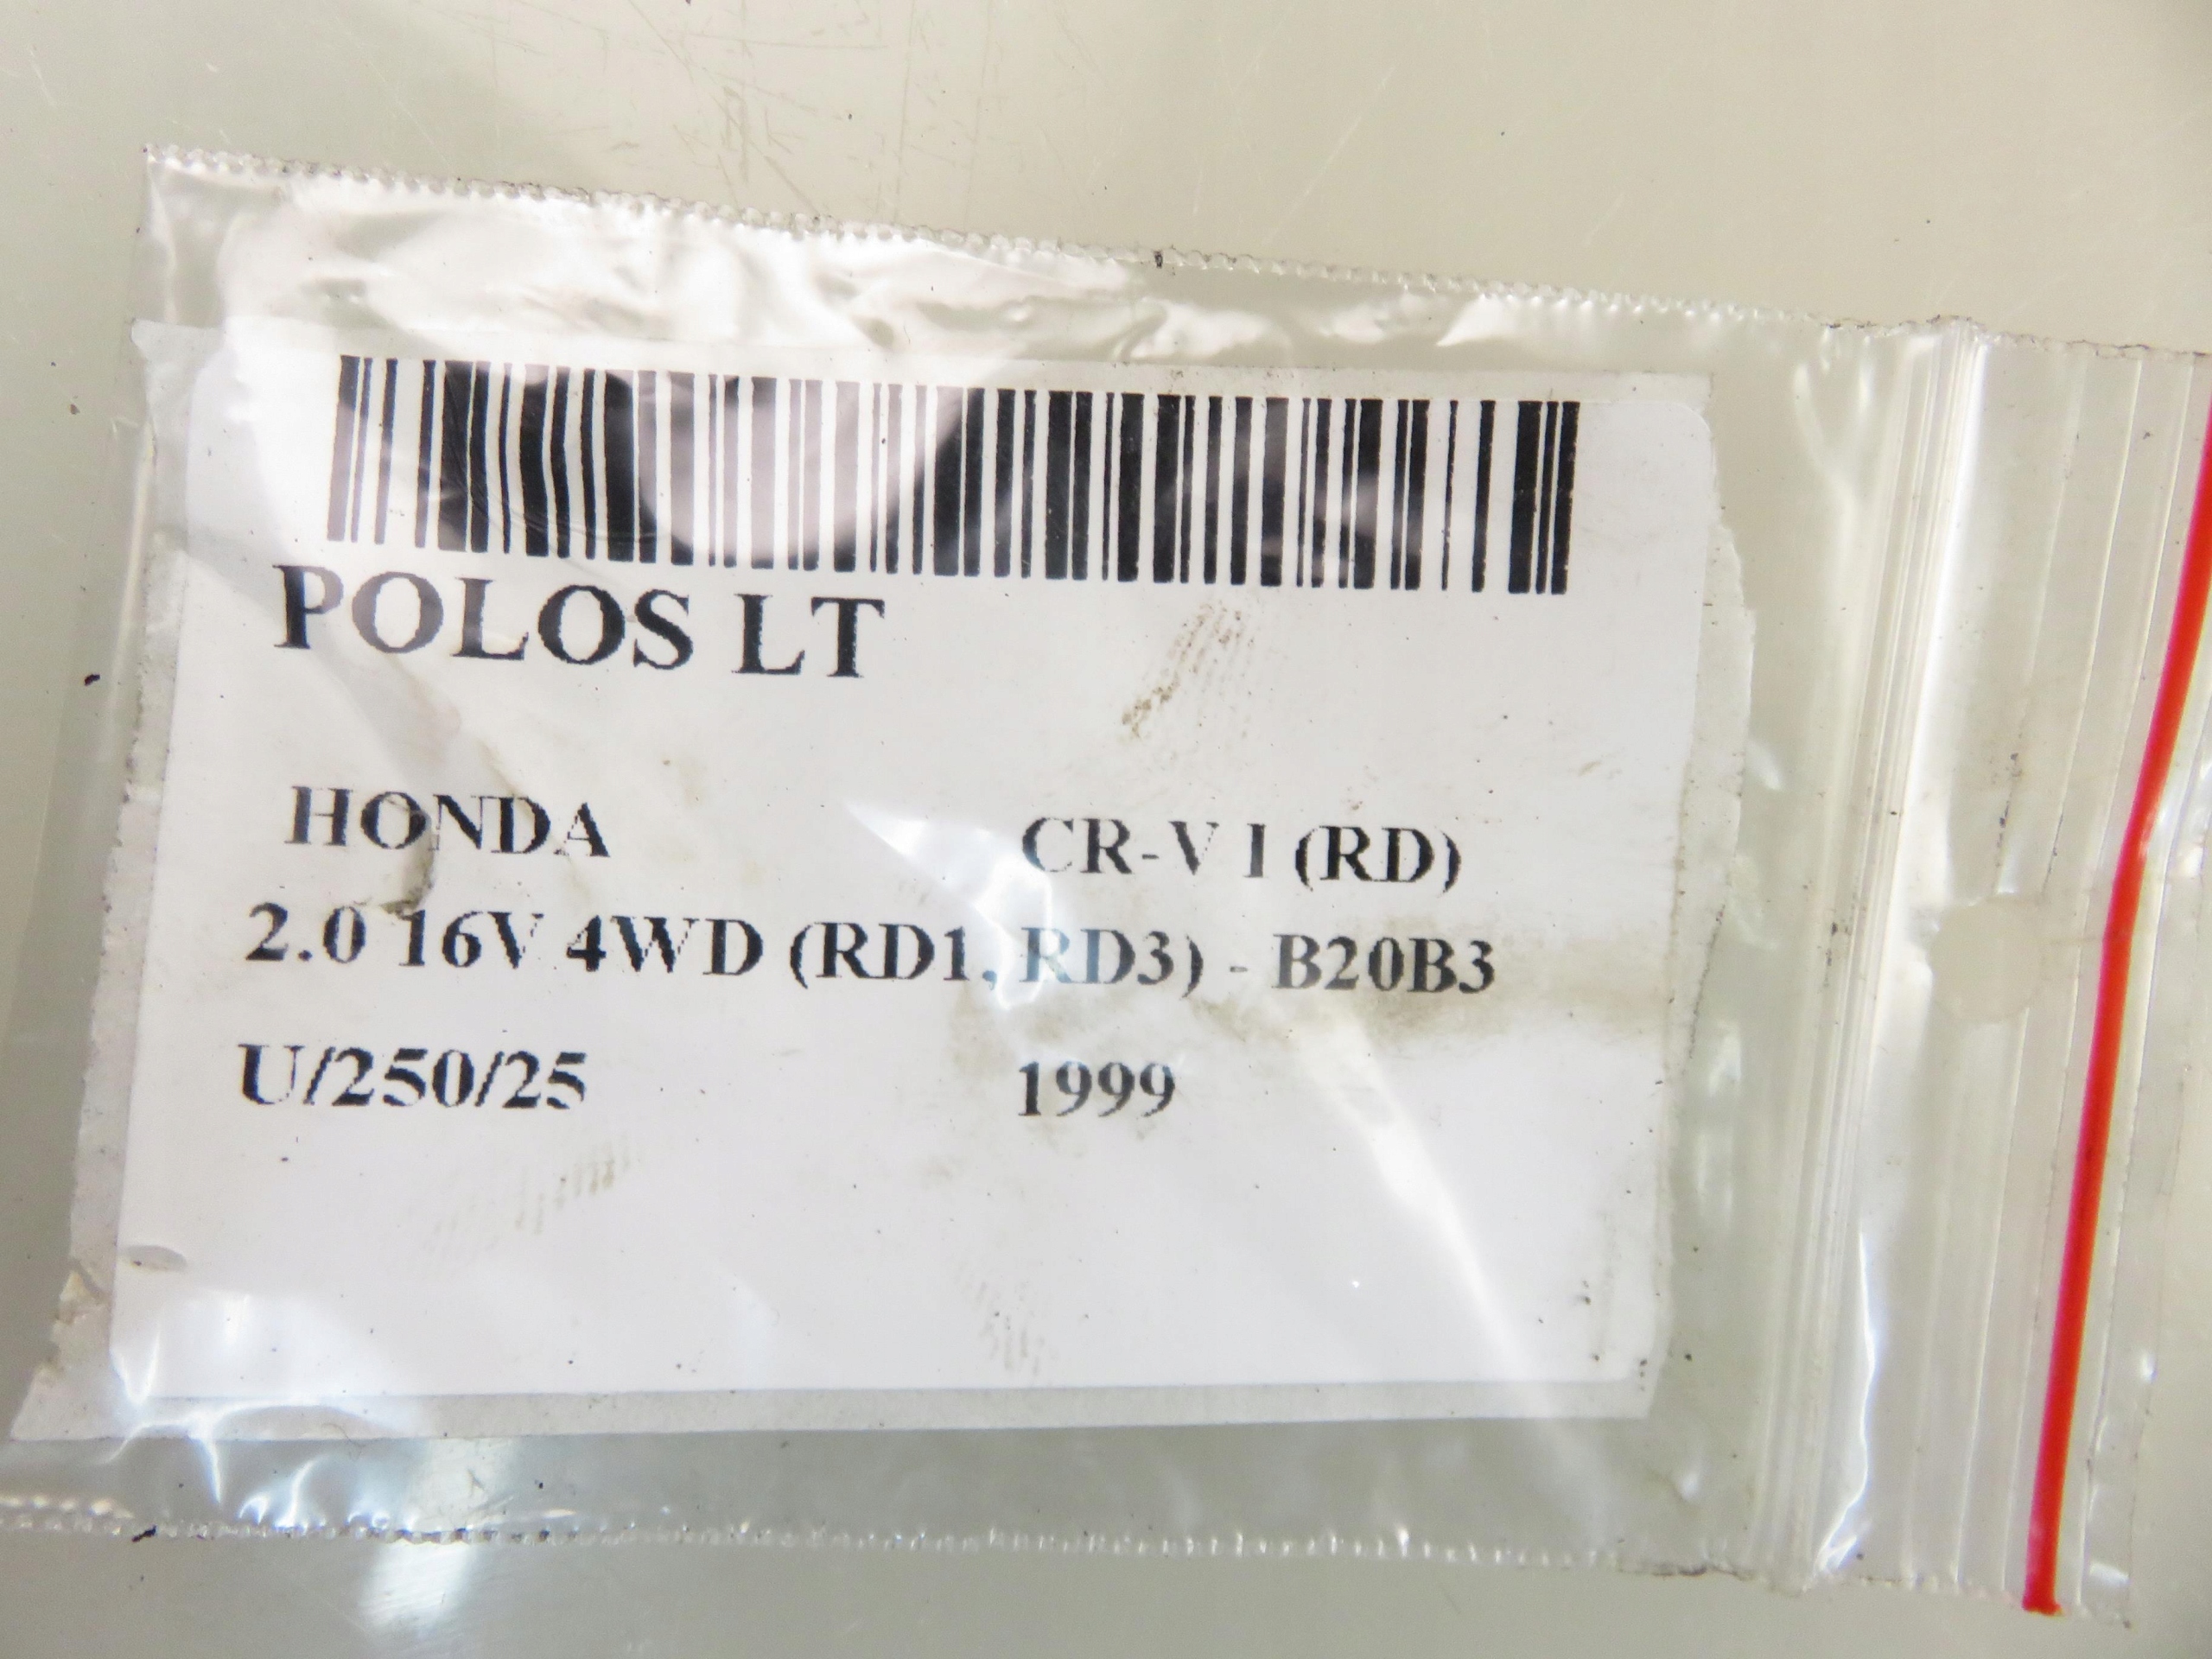 POLOS LT
HONDA CR-V I (RD)
2.0 16V 4WD (RD1, RD3) - B20B3
U/250/25 1999